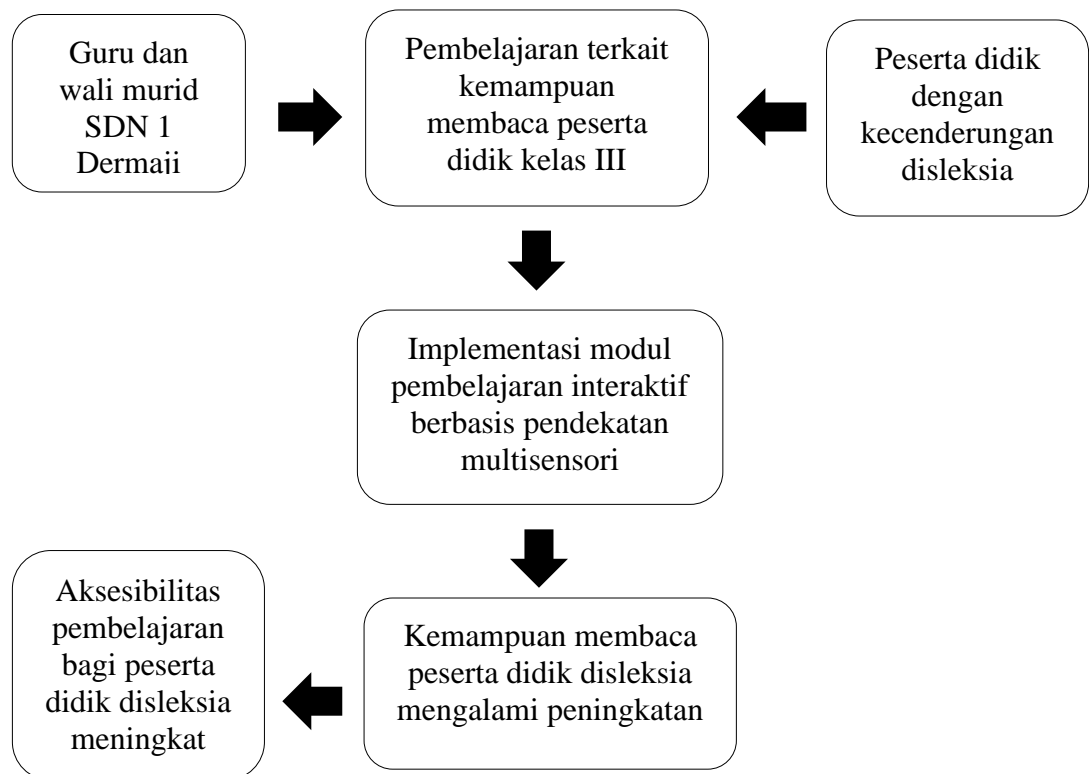 Guru dan
wali murid
SDN 1
Dermaji
Pembelajaran terkait
kemampuan
membaca peserta
didik kelas III
Peserta didik
dengan
kecenderungan
disleksia
Implementasi modul
pembelajaran interaktif
berbasis pendekatan
multisensori
Aksesibilitas
pembelajaran
bagi peserta
didik disleksia
meningkat
Kemampuan membaca
peserta didik disleksia
mengalami peningkatan